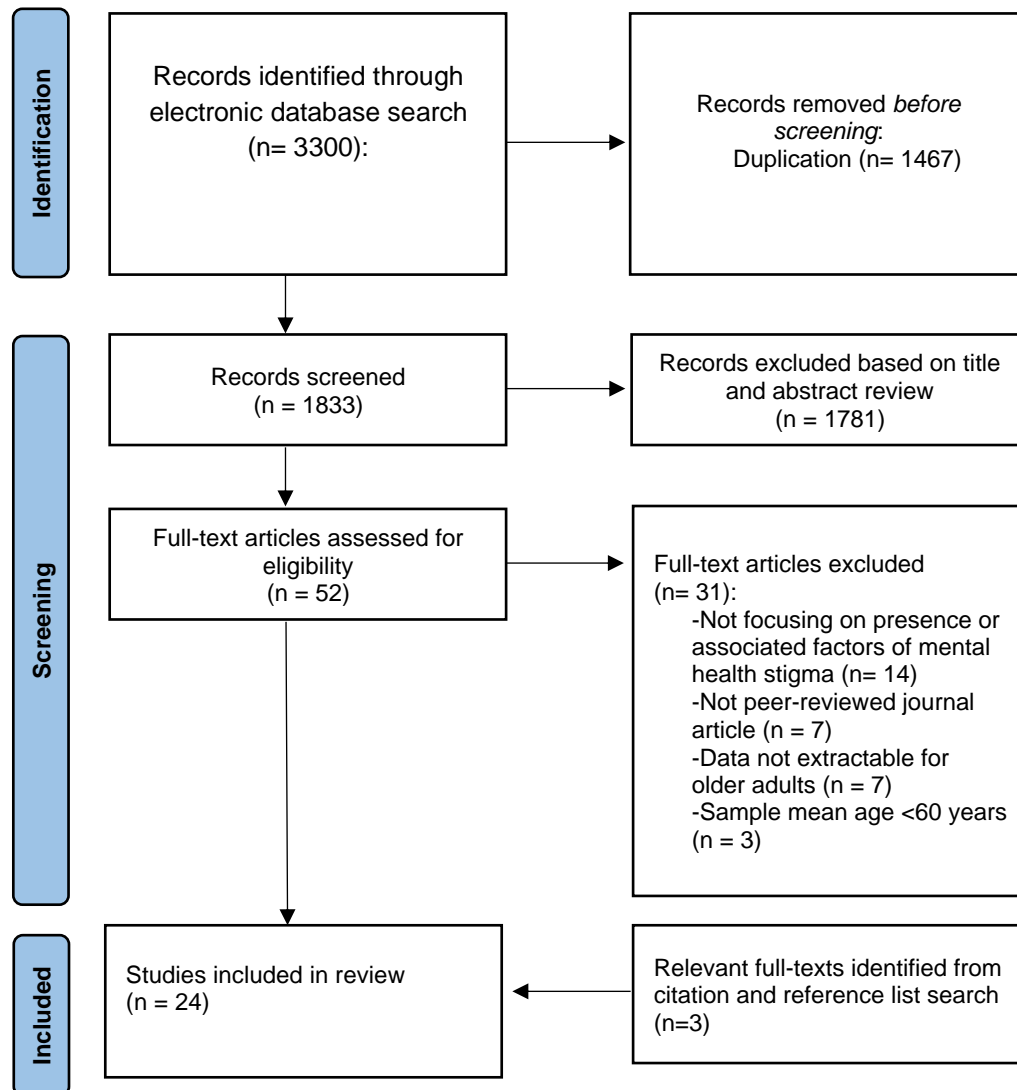 Identification
Records identified through
electronic database search
(n= 3300):
Records removed before
screening:
Duplication (n= 1467)
Screening
Records screened
(n = 1833)
Records excluded based on title
and abstract review
(n = 1781)
Full-text articles assessed for
eligibility
(n = 52)
Full-text articles excluded
(n= 31):
-Not focusing on presence or
associated factors of mental
health stigma (n= 14)
-Not peer-reviewed journal
article (n = 7)
-Data not extractable for
older adults (n = 7)
-Sample mean age <60 years
(n = 3)
Included
Studies included in review
(n = 24)
Relevant full-texts identified from
citation and reference list search
(n=3)